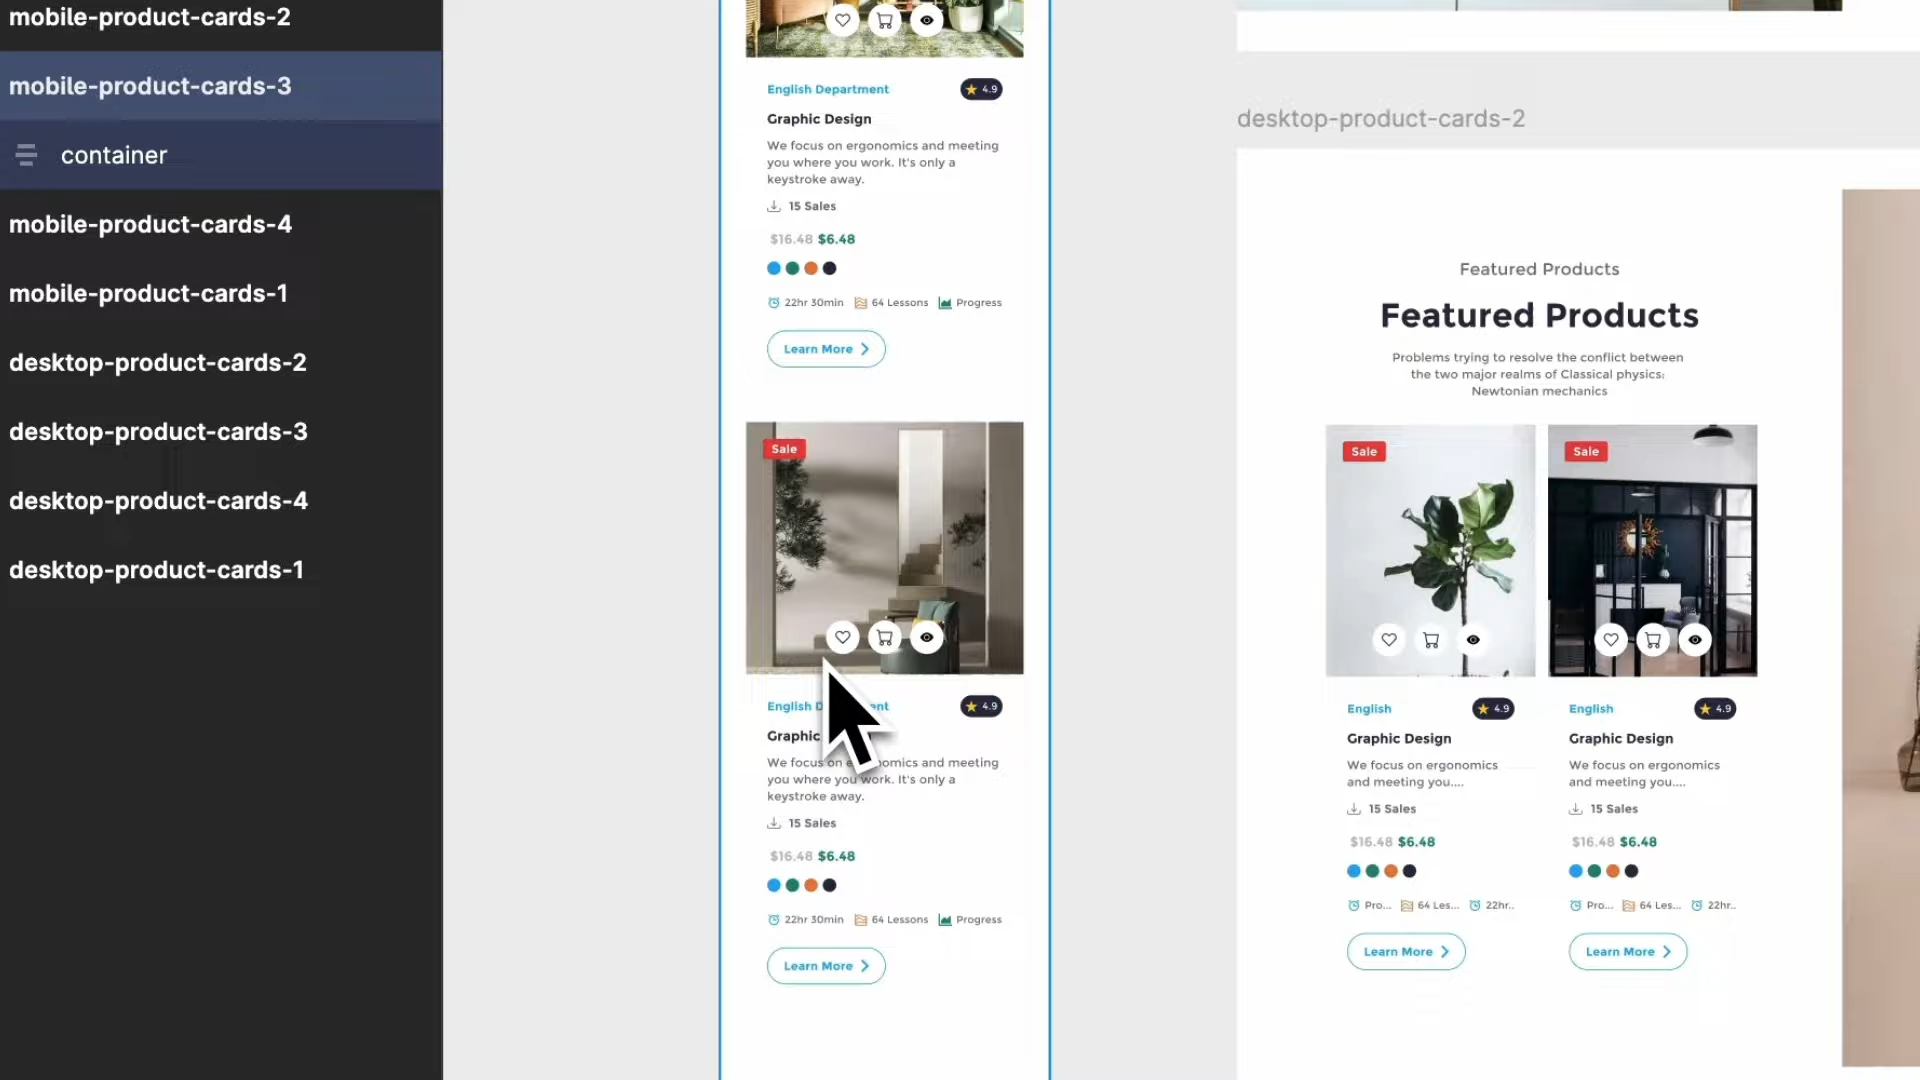 mobile-product-cards-2
mobile-product-cards-3
container
mobile-product-cards-4
mobile-product-cards-1
desktop-product-cards-2
desktop-product-cards-3
desktop-product-cards-4
desktop-product-cards-1
English Department
4.9
Graphic Design
We focus on ergonomics and meeting
you where you work. It's only a
keystroke away.
15 Sales
$16.48 $6.48
22hr 30min 64 Lessons Progress
Learn More
Sale
English
4.9
Graphic
We focus on and meeting
you where you work. It's only a
keystroke away.
15 Sales
$16.48 $6.48
22hr 30min 64 Lessons Progress
Learn More
desktop-product-cards-2
Featured Products
Featured Products
Problems trying to resolve the conflict between
the two major realms of Classical physics:
Newtonian mechanics
Sale
English
4.9
Graphic Design
We focus on ergonomics
and meeting you....
15 Sales
$16.48 $6.48
Pro... 64 Les... 22hr..
Learn More
Sale
English
4.9
Graphic Design
We focus on ergonomics
and meeting you....
15 Sales
$16.48 $6.48
Pro... 64 Les... 22hr..
Learn More